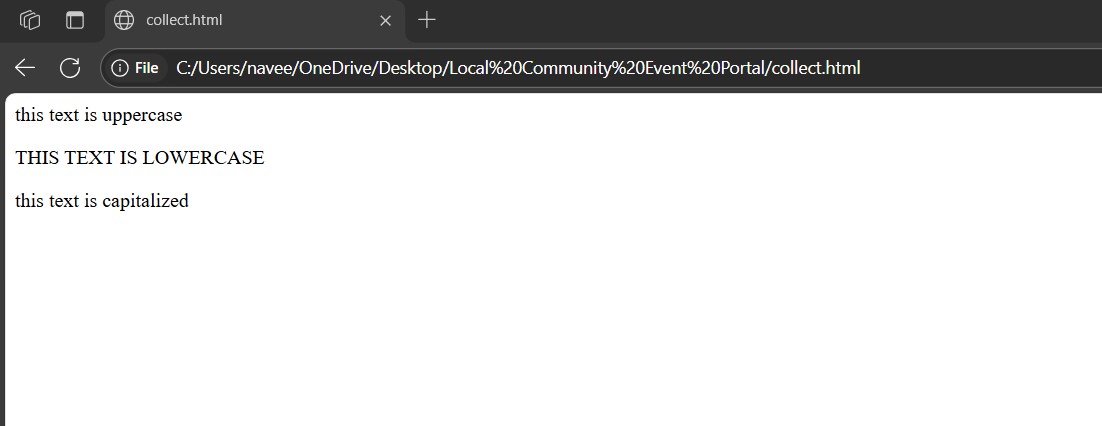 collect.html
File C:/Users/navee/OneDrive/Desktop/Local%20Community%20Event%20Portal/collect.html
this text is uppercase
THIS TEXT IS LOWERCASE
this text is capitalized